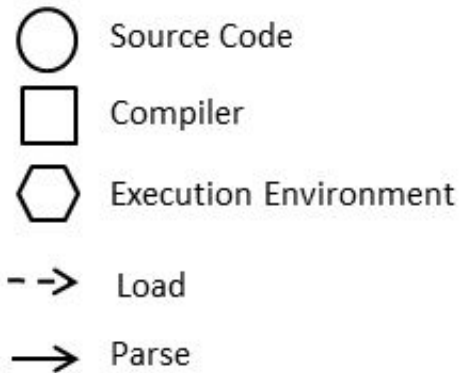 Source Code
Compiler
Execution Environment
Load
Parse